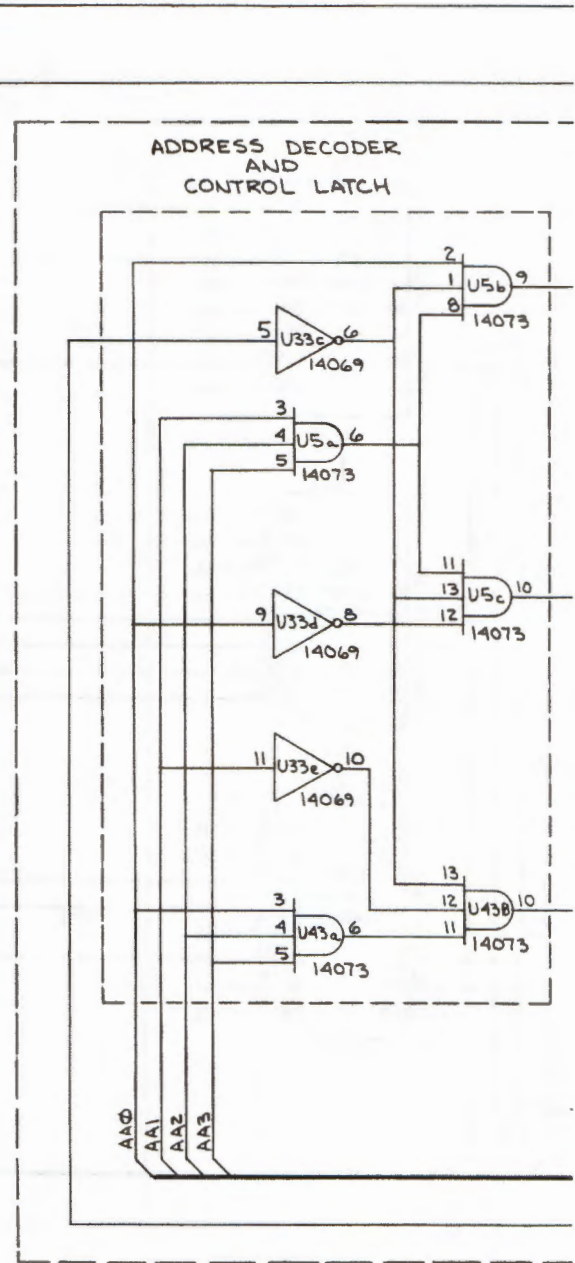 ADDRESS DECODER
AND
CONTROL LATCH
2
1 U5b 9
8
14073
5 U33c 6
14069
3
4 U5a 6
5
14073
11
13 U5c 10
12
14073
9 U33d 8
14069
11 U33e 10
14069
13
12 U43B 10
11
14073
3
4 U43a 6
5
14073
AA0
AA1
AA2
AA3